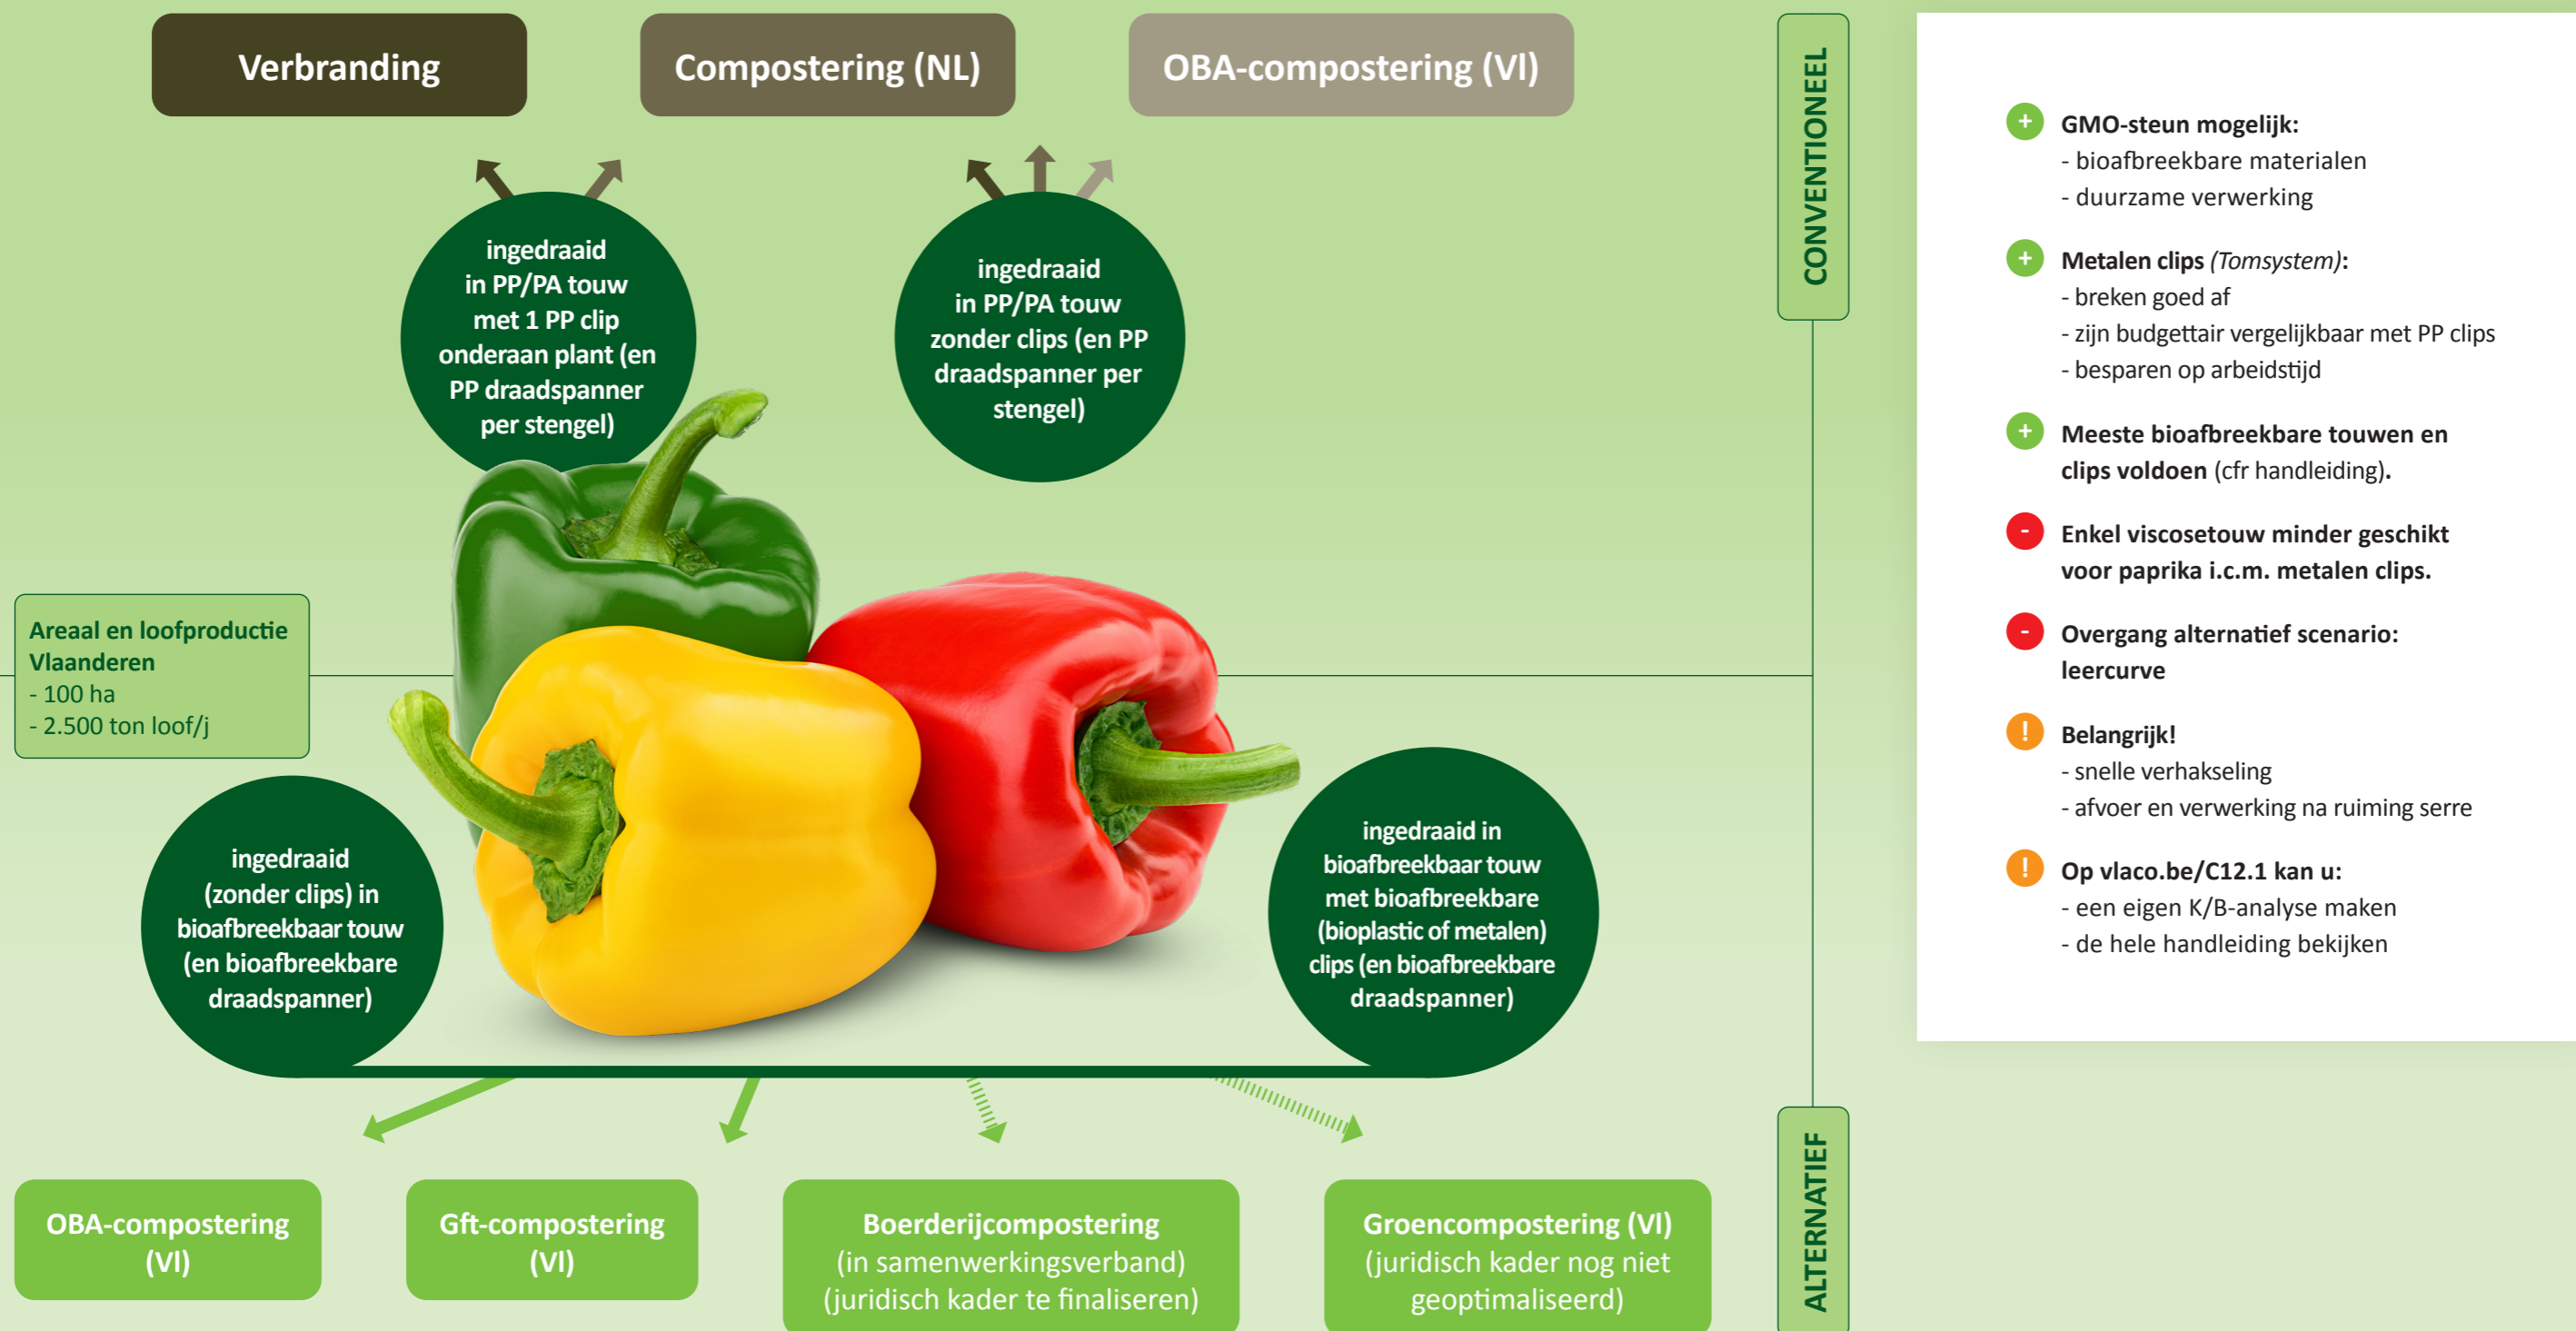 Verbranding
Compostering (NL)
OBA-compostering (Vl)
CONVENTIONEEL
ingedraaid
in PP/PA touw
met 1 PP clip
onderaan plant (en
PP draadspanner
per stengel)
ingedraaid
in PP/PA touw
zonder clips (en PP
draadspanner per
stengel)
Areaal en loofproductie
Vlaanderen
- 100 ha
- 2.500 ton loof/j
ingedraaid
(zonder clips) in
bioafbreekbaar touw
(en bioafbreekbare
draadspanner)
ingedraaid in
bioafbreekbaar touw
met bioafbreekbare
(bioplastic of metalen)
clips (en bioafbreekbare
draadspanner)
OBA-compostering
(Vl)
Gft-compostering
(Vl)
Boerderijcompostering
(in samenwerkingsverband)
(juridisch kader te finaliseren)
Groencompostering (Vl)
(juridisch kader nog niet
geoptimaliseerd)
ALTERNATIEF
+ GMO-steun mogelijk:
- bioafbreekbare materialen
- duurzame verwerking
+ Metalen clips (Tomsystem):
- breken goed af
- zijn budgettair vergelijkbaar met PP clips
- besparen op arbeidstijd
+ Meeste bioafbreekbare touwen en
clips voldoen (cfr handleiding).
- Enkel viscosetouw minder geschikt
voor paprika i.c.m. metalen clips.
- Overgang alternatief scenario:
leercurve
! Belangrijk!
- snelle verhakseling
- afvoer en verwerking na ruiming serre
! Op vlaco.be/C12.1 kan u:
- een eigen K/B-analyse maken
- de hele handleiding bekijken